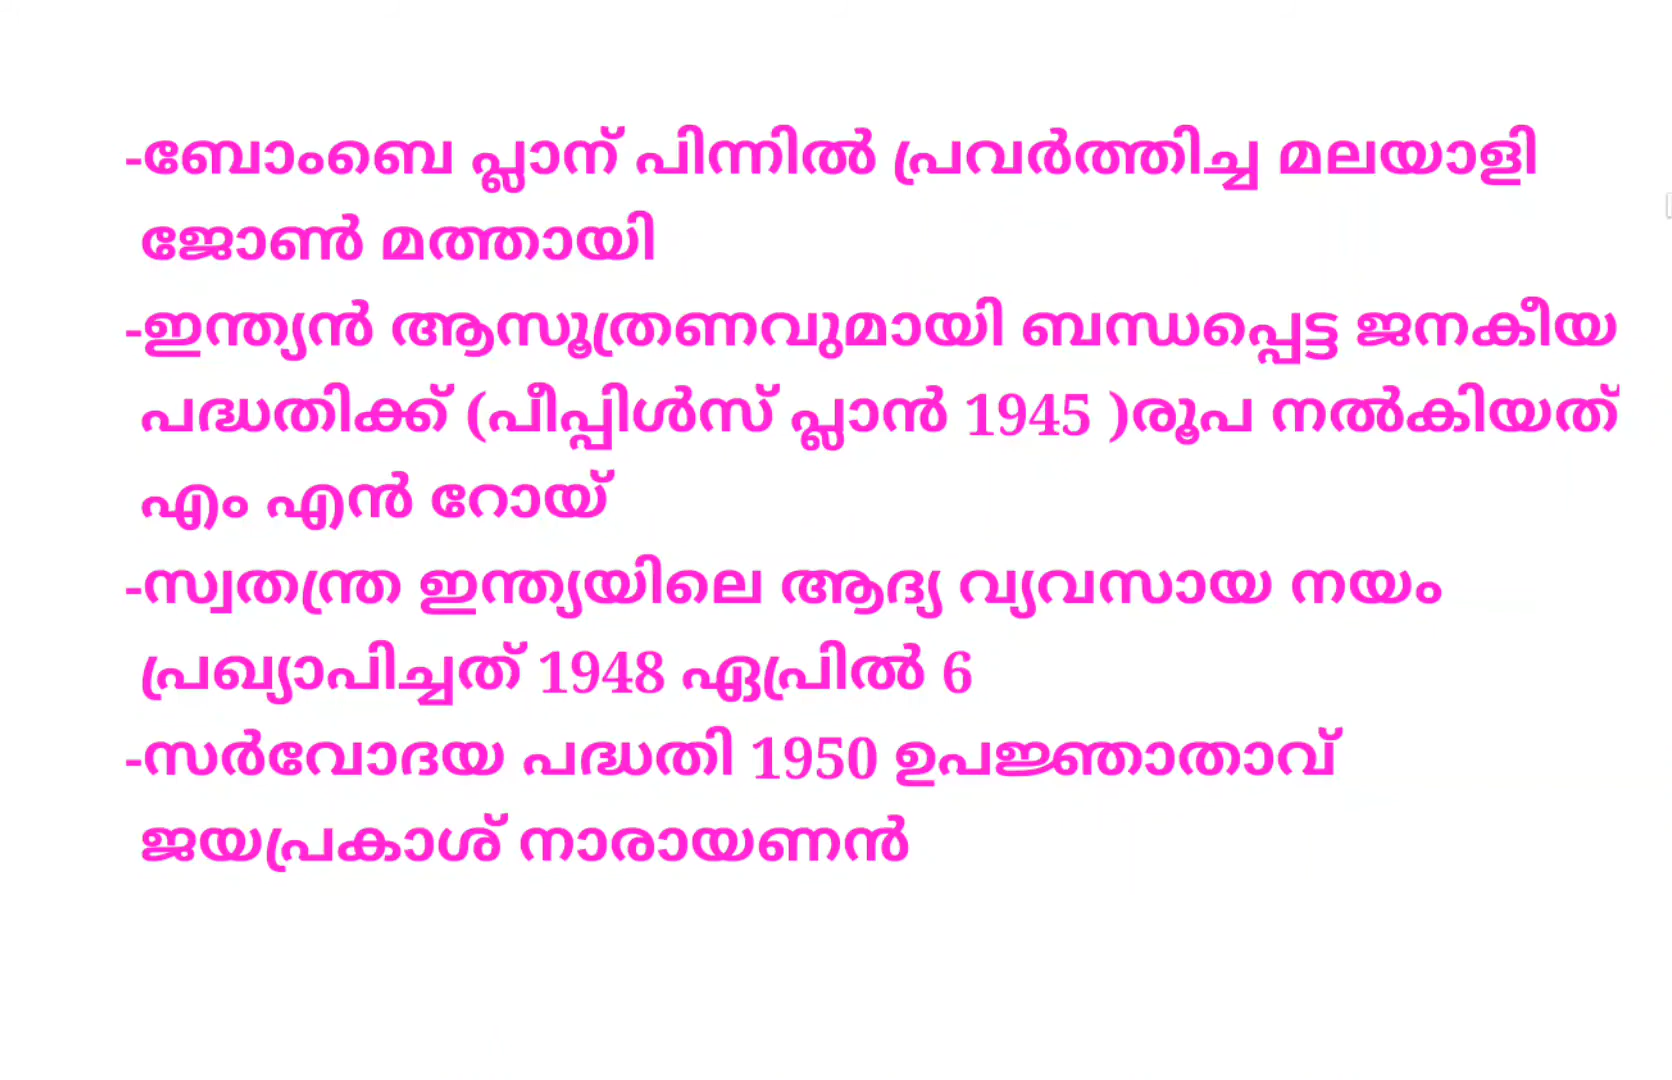 -ബോംബെ പ്ലാന് പിന്നിൽ പ്രവർത്തിച്ച മലയാളി
ജോൺ മത്തായി
-ഇന്ത്യൻ ആസൂത്രണവുമായി ബന്ധപ്പെട്ട ജനകീയ
പദ്ധതിക്ക് (പീപ്പിൾസ് പ്ലാൻ 1945 )രൂപ നൽകിയത്
എം എൻ റോയ്
-സ്വതന്ത്ര ഇന്ത്യയിലെ ആദ്യ വ്യവസായ നയം
പ്രഖ്യാപിച്ചത് 1948 ഏപ്രിൽ 6
-സർവോദയ പദ്ധതി 1950 ഉപജ്ഞാതാവ്
ജയപ്രകാശ് നാരായണൻ